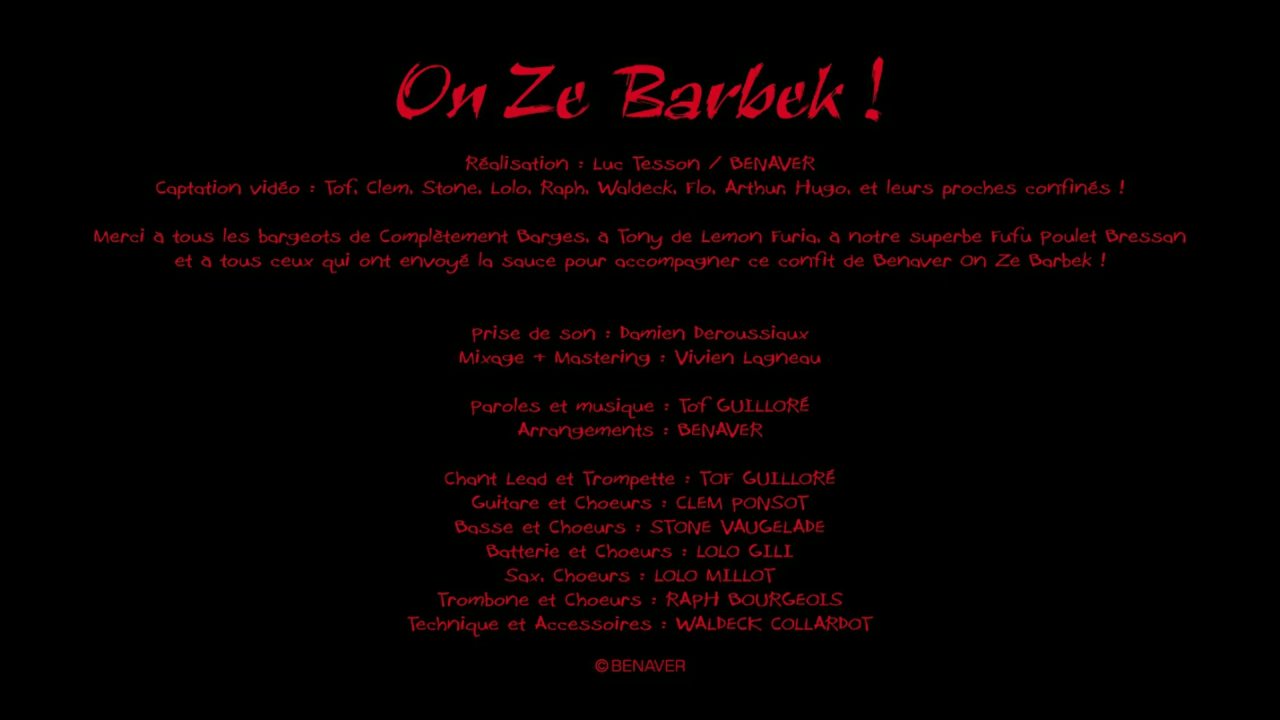 On Ze Barbek !
Réalisation : Luc Tesson / BENAVER
Captation vidéo : Tof, Clem, Stone, Lolo, Raph, Waldeck, Flo, Arthur, Hugo, et leurs proches confinés !
Merci à tous les bargeots de Complètement Barges, à Tony de Lemon Furia, à notre superbe Fufu Poulet Bressan
et à tous ceux qui ont envoyé la sauce pour accompagner ce confit de Benaver On Ze Barbek !
Prise de son : Damien Deroussiaux
Mixage + Mastering : Vivien Lagneau
Paroles et musique : Tof GUILLORÉ
Arrangements : BENAVER
Chant Lead et Trompette : TOF GUILLORÉ
Guitare et Choeurs : CLEM PONSOT
Basse et Choeurs : STONE VAUGELADE
Batterie et Choeurs : LOLO GILI
Sax, Choeurs : LOLO MILLOT
Trombone et Choeurs : RAPH BOURGEOIS
Technique et Accessoires : WALDECK COLLARDOT
©BENAVER